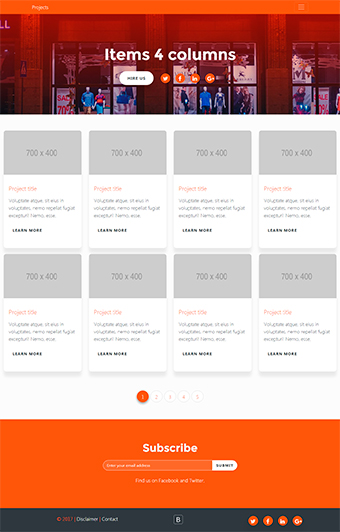 Projects
LL
SALE
Items 4 columns
HIRE US
700 x 400 700 x 400 700 x 400 700 x 400
Project title Project title Project title Project title
Voluptate atque, sit eius in Voluptate atque, sit eius in Voluptate atque, sit eius in Voluptate atque, sit eius in
voluptates, nemo repellat fugiat voluptates, nemo repellat fugiat voluptates, nemo repellat fugiat voluptates, nemo repellat fugiat
excepturi! Nemo, esse. excepturi! Nemo, esse. excepturi! Nemo, esse. excepturi! Nemo, esse.
LEARN MORE LEARN MORE LEARN MORE LEARN MORE
700 x 400 700 x 400 700 x 400 700 x 400
Project title Project title Project title Project title
Voluptate atque, sit eius in Voluptate atque, sit eius in Voluptate atque, sit eius in Voluptate atque, sit eius in
voluptates, nemo repellat fugiat voluptates, nemo repellat fugiat voluptates, nemo repellat fugiat voluptates, nemo repellat fugiat
excepturi! Nemo, esse. excepturi! Nemo, esse. excepturi! Nemo, esse. excepturi! Nemo, esse.
LEARN MORE LEARN MORE LEARN MORE LEARN MORE
1 2 3 4 5
Subscribe
Enter your email address SUBMIT
Find us on Facebook and Twitter.
© 2017 | Disclaimer | Contact B